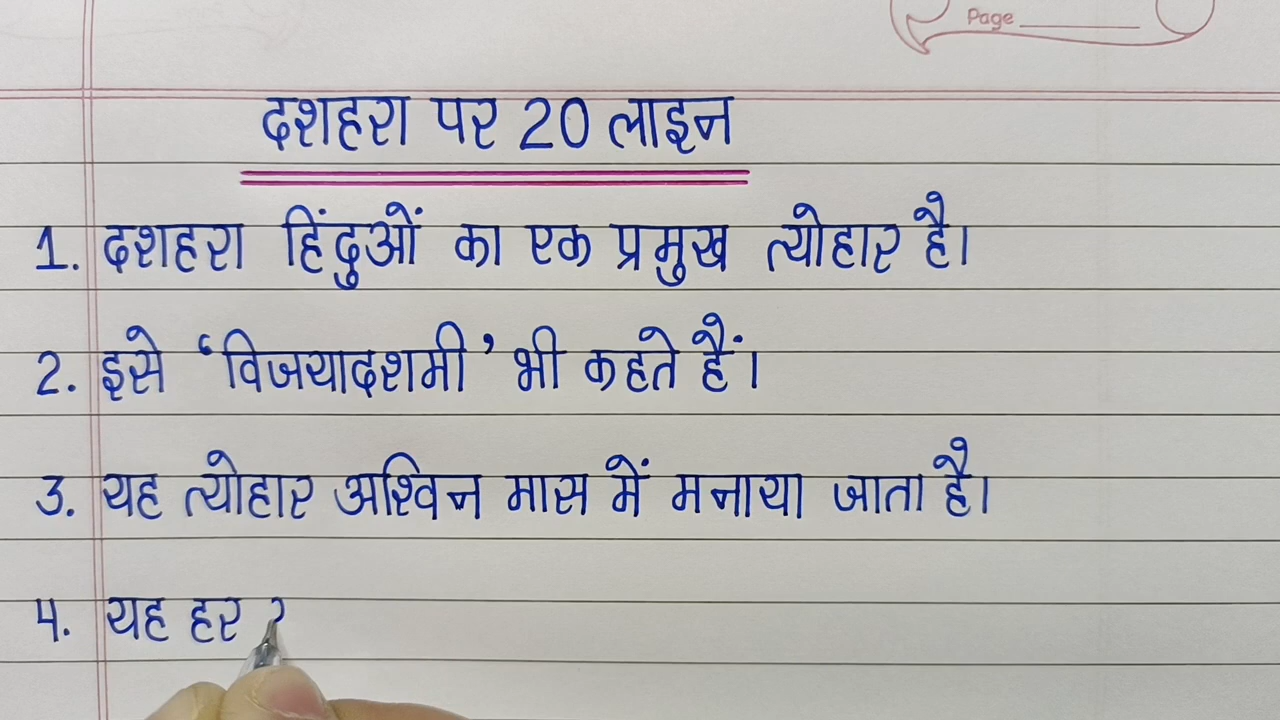 Page
दशहरा पर 20 लाइन
1. दशहरा हिंदुओं का एक प्रमुख त्योहार है।
2. इसे ‘विजयादशमी’ भी कहते हैं।
3. यह त्योहार अश्विन मास में मनाया जाता है।
4. यह हर